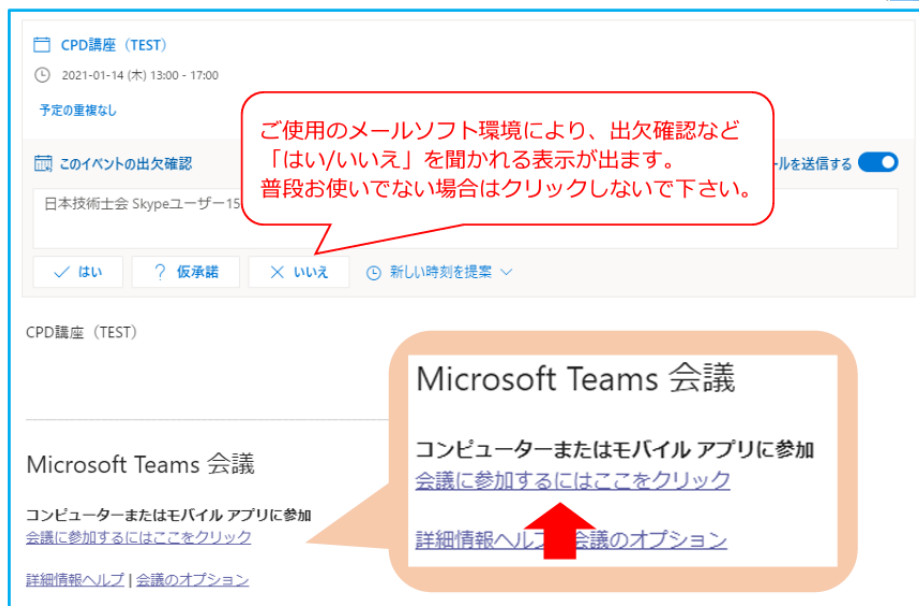 CPD講座（TEST）
2021-01-14 (木) 13:00 - 17:00
予定の重複なし
ご使用のメールソフト環境により、出欠確認など
「はい/いいえ」を聞かれる表示が出ます。
普段お使いでない場合はクリックしないで下さい。
このイベントの出欠確認
ールを送信する
日本技術士会 Skypeユーザー15
はい
? 仮承諾
いいえ
新しい時刻を提案
CPD講座（TEST）
Microsoft Teams 会議
コンピューターまたはモバイル アプリに参加
会議に参加するにはここをクリック
詳細情報ヘルプ | 会議のオプション
Microsoft Teams 会議
コンピューターまたはモバイル アプリに参加
会議に参加するにはここをクリック
詳細情報ヘルプ 会議のオプション